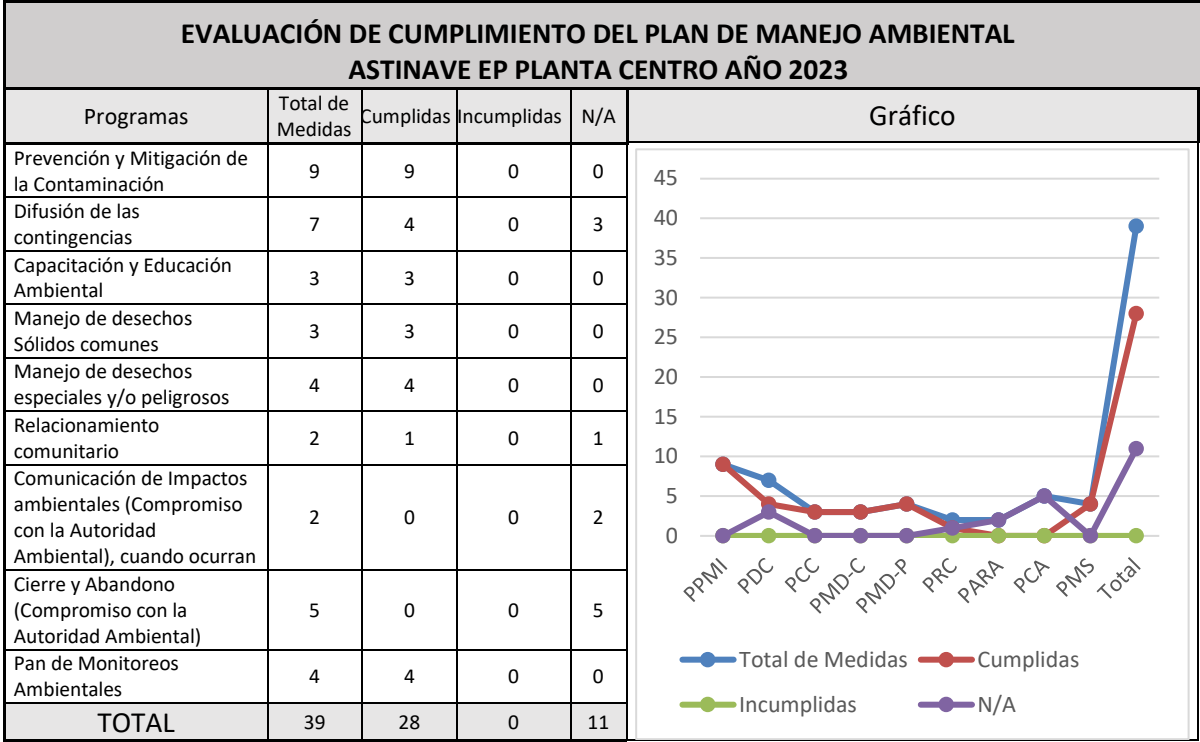 EVALUACIÓN DE CUMPLIMIENTO DEL PLAN DE MANEJO AMBIENTAL
ASTINAVE EP PLANTA CENTRO AÑO 2023
Programas
Total de
Medidas
Cumplidas
Incumplidas
N/A
Gráfico
Prevención y Mitigación de
la Contaminación
9 9 0 0
Difusión de las
contingencias
7 4 0 3
Capacitación y Educación
Ambiental
3 3 0 0
Manejo de desechos
Sólidos comunes
3 3 0 0
Manejo de desechos
especiales y/o peligrosos
4 4 0 0
Relacionamiento
comunitario
2 1 0 1
Comunicación de Impactos
ambientales (Compromiso
con la Autoridad
Ambiental), cuando ocurran
2 0 0 2
Cierre y Abandono
(Compromiso con la
Autoridad Ambiental)
5 0 0 5
Pan de Monitoreos
Ambientales
4 4 0 0
TOTAL 39 28 0 11
45
40
35
30
25
20
15
10
5
0
PPMI
PDC
PCC
PMD-C
PMD-P
PRC
PARA
PCA
PMS
Total
Total de Medidas
Cumplidas
Incumplidas
N/A